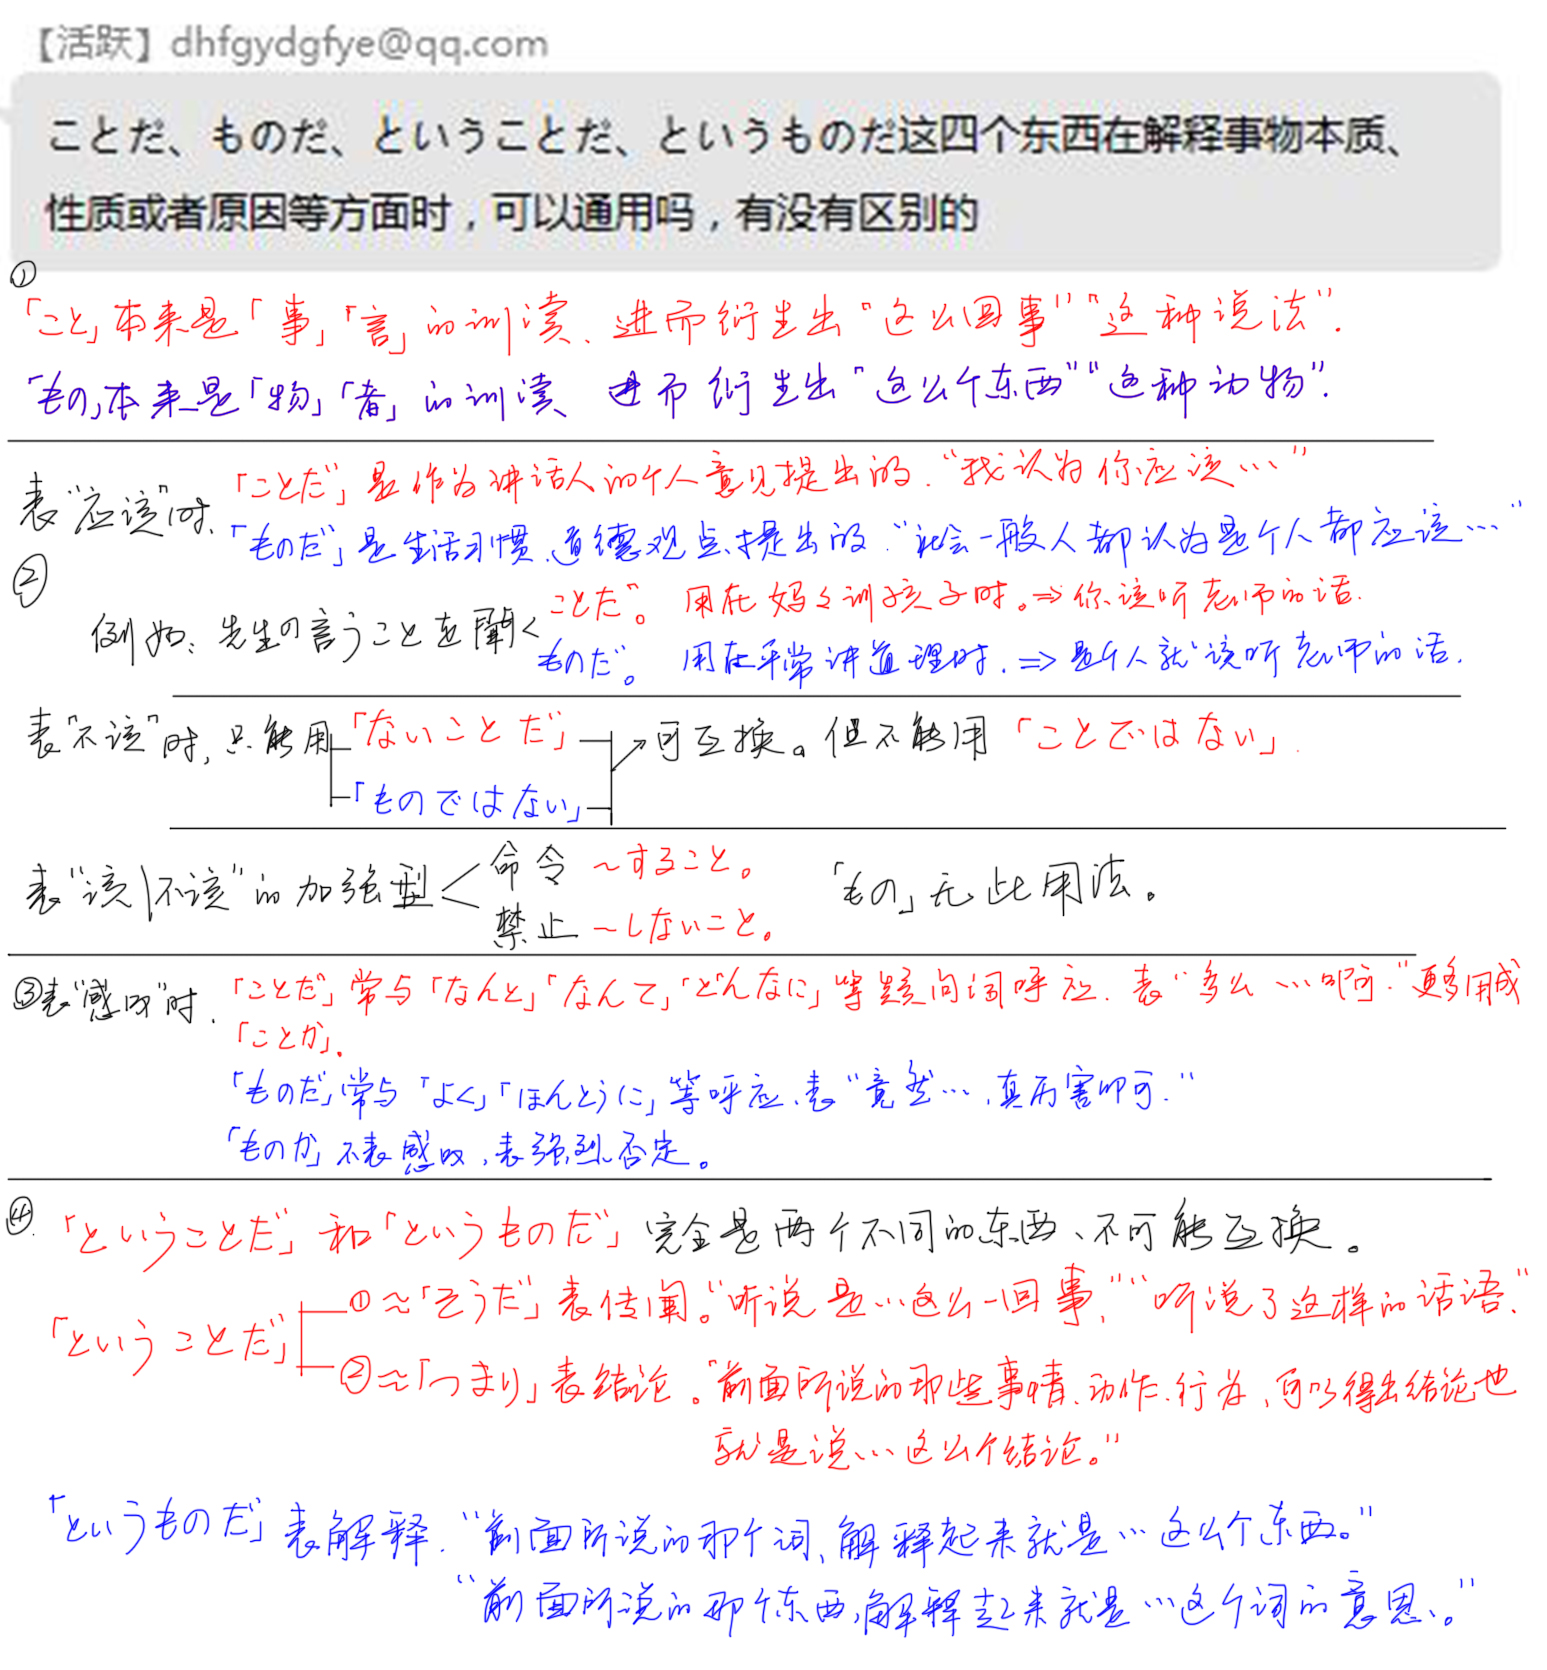 【活跃】dhfgydgfye@qq.com
ことだ、ものだ、ということだ、というものだ这四个东西在解释事物本质、
性质或者原因等方面时，可以通用吗，有没有区别的
①
「こと」本来是「事」「言」的训读、进而衍生出“这么回事”“这种说法”.
「もの」本来是「物」「者」的训读、进而衍生出“这么个东西”“这种动物”.
表“应该”时.
「ことだ」是作为讲话人的个人意见提出的.“我认为你应该…”
「ものだ」是生活习惯、道德观点提出的.“社会一般人都认为是个人都应该…”
②
例如: 先生の言うことを聞く
ことだ。 用在妈々训孩子时。⇒你该听老师的话.
ものだ。 用在平常讲道理时.⇒是个人就该听老师的话.
表“不该”时, 只能用「ないことだ」 可互换。但不能用「ことではない」.
「ものではない」
表“该\不该”的加强型 命令 ～すること。 「もの」无此用法。
禁止 ～しないこと。
③表“感叹”时. 「ことだ」常与「なんと」「なんて」「どんなに」等疑问词呼应. 表“多么…啊.”更多用成
「ことか」.
「ものだ」常与「よく」「ほんとうに」等呼应、表“竟然…,真厉害啊.”
「ものか」不表感叹,表强烈否定。
④ 「ということだ」和「というものだ」完全是两个不同的东西、不可能互换。
「ということだ」
①≈「そうだ」表传闻。“听说是…这么一回事,”“听说了这样的话语.”
②≈「つまり」表结论。“前面所说的那些事情、动作、行为,可以得出结论也
就是说…这么个结论。”
「というものだ」表解释.“前面所说的那个词、解释起来就是…这么个东西。”
“前面所说的那个东西,解释起来就是…这个词的意思、。”